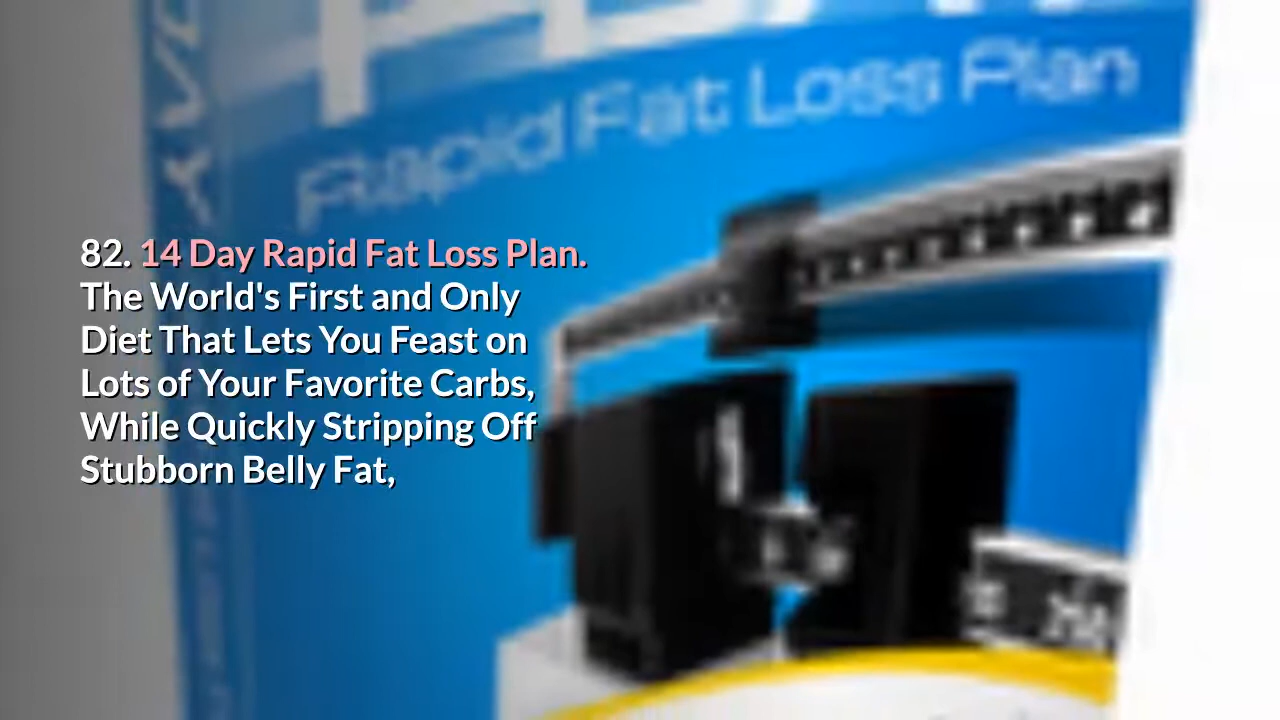 Rapid Fat Loss Plan
82. 14 Day Rapid Fat Loss Plan.
The World's First and Only
Diet That Lets You Feast on
Lots of Your Favorite Carbs,
While Quickly Stripping Off
Stubborn Belly Fat,